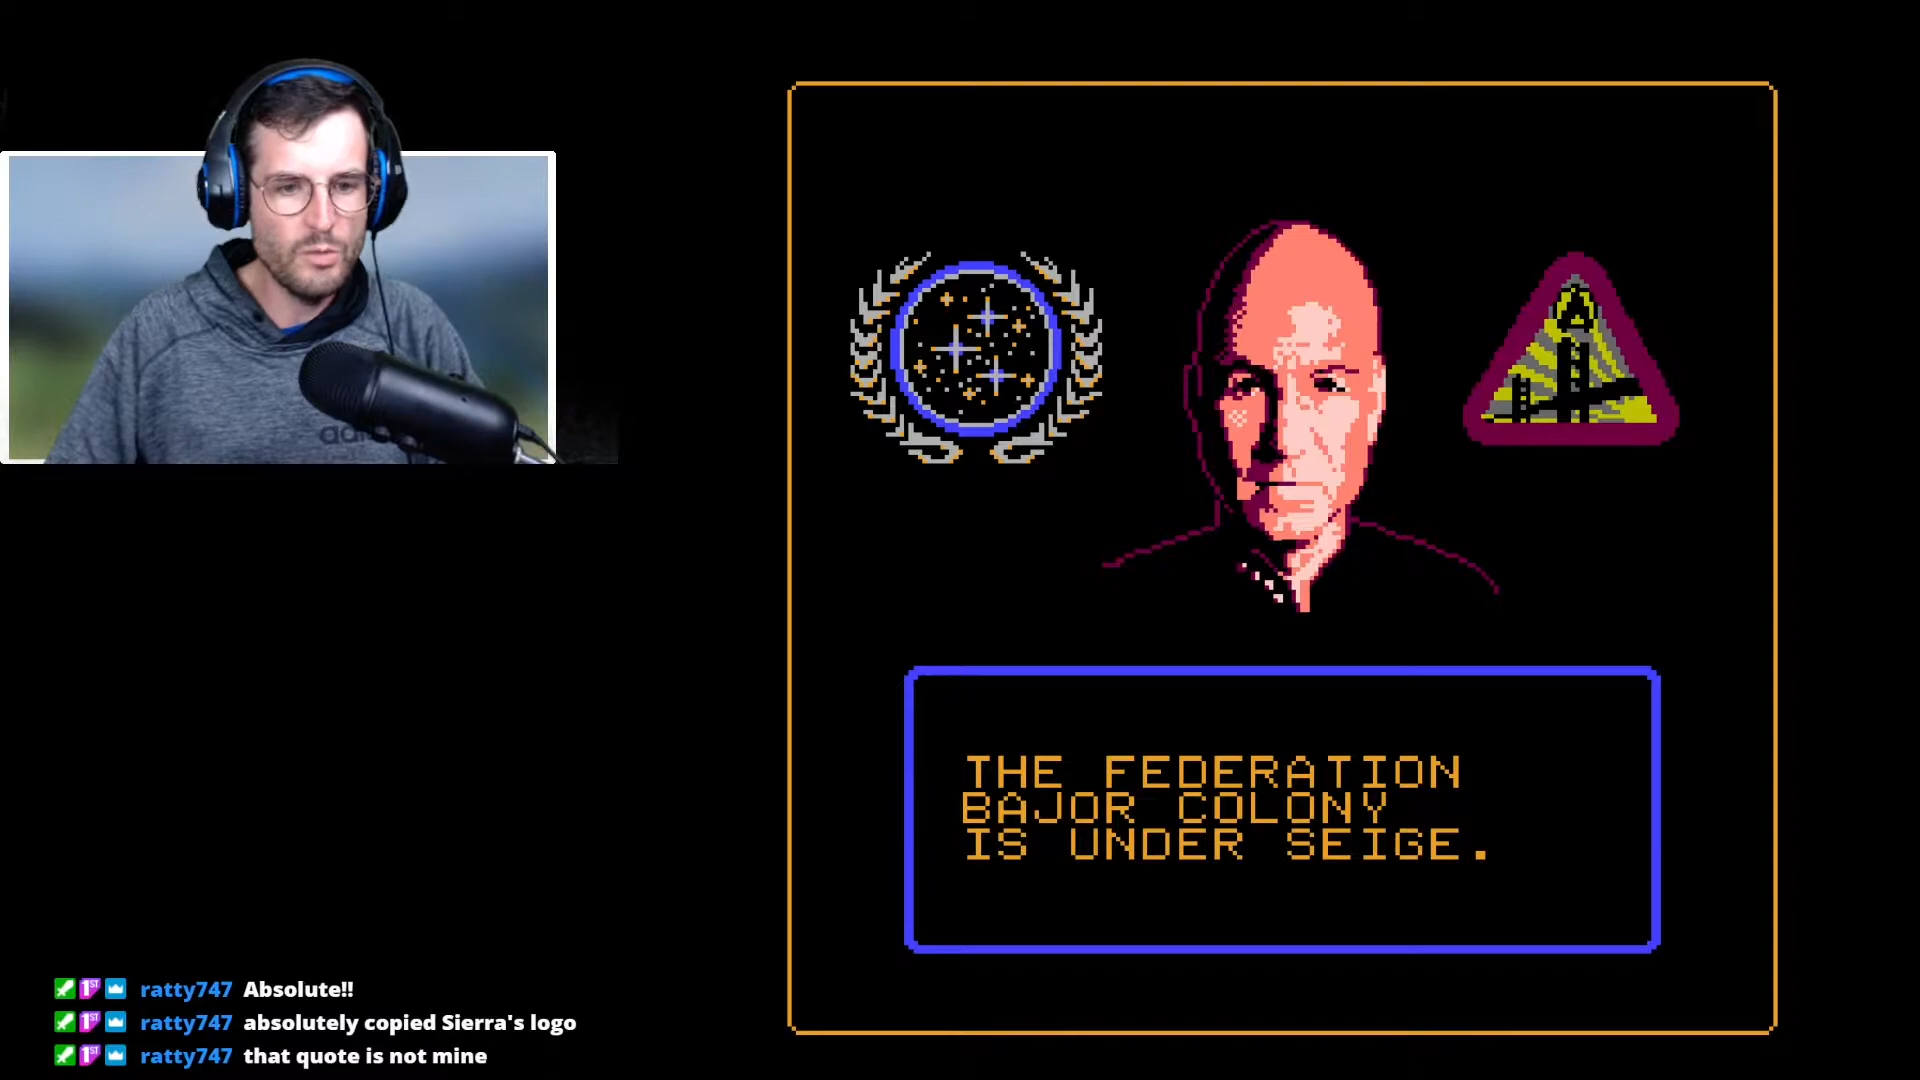 THE FEDERATION
BAJOR COLONY
IS UNDER SEIGE.
ratty747 Absolute!!
ratty747 absolutely copied Sierra's logo
ratty747 that quote is not mine